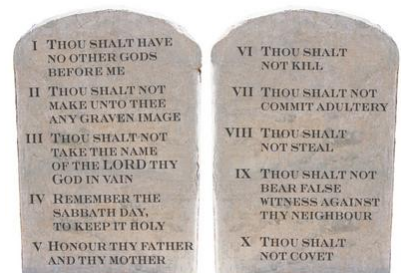 I THOU SHALT HAVE
NO OTHER GODS
BEFORE ME
II THOU SHALT NOT
MAKE UNTO THEE
ANY GRAVEN IMAGE
III THOU SHALT NOT
TAKE THE NAME
OF THE LORD THY
GOD IN VAIN
IV REMEMBER THE
SABBATH DAY,
TO KEEP IT HOLY
V HONOUR THY FATHER
AND THY MOTHER
VI THOU SHALT
NOT KILL
VII THOU SHALT NOT
COMMIT ADULTERY
VIII THOU SHALT
NOT STEAL
IX THOU SHALT NOT
BEAR FALSE
WITNESS AGAINST
THY NEIGHBOUR
X THOU SHALT
NOT COVET